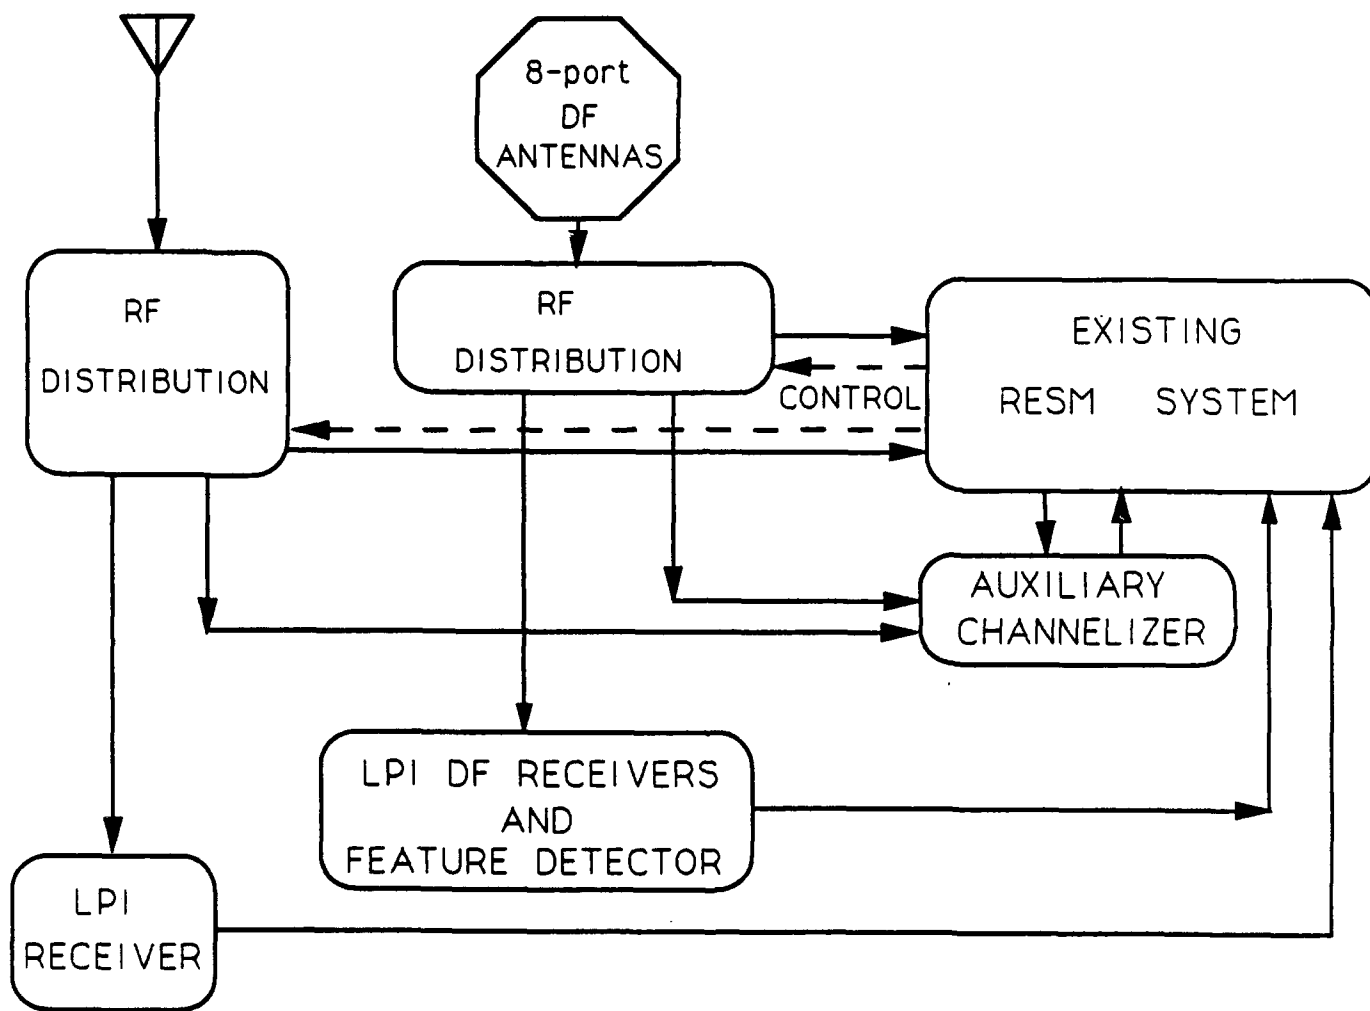 8-port
DF
ANTENNAS
RF
DISTRIBUTION
RF
DISTRIBUTION
EXISTING
RESM SYSTEM
CONTROL
AUXILIARY
CHANNELIZER
LPI DF RECEIVERS
AND
FEATURE DETECTOR
LPI
RECEIVER